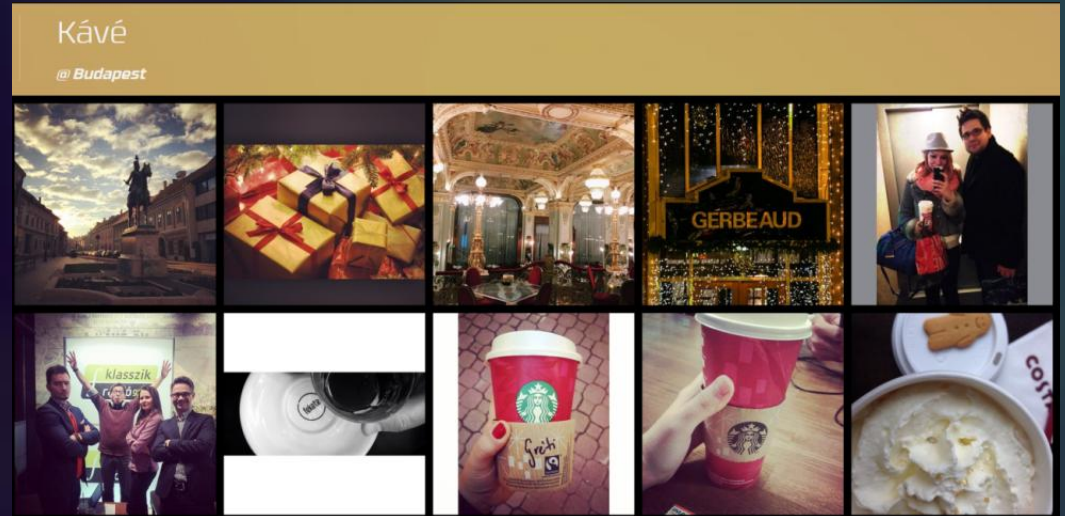 Kávé
@ Budapest
GERBEAUD
klasszik
Gréti
COSTA